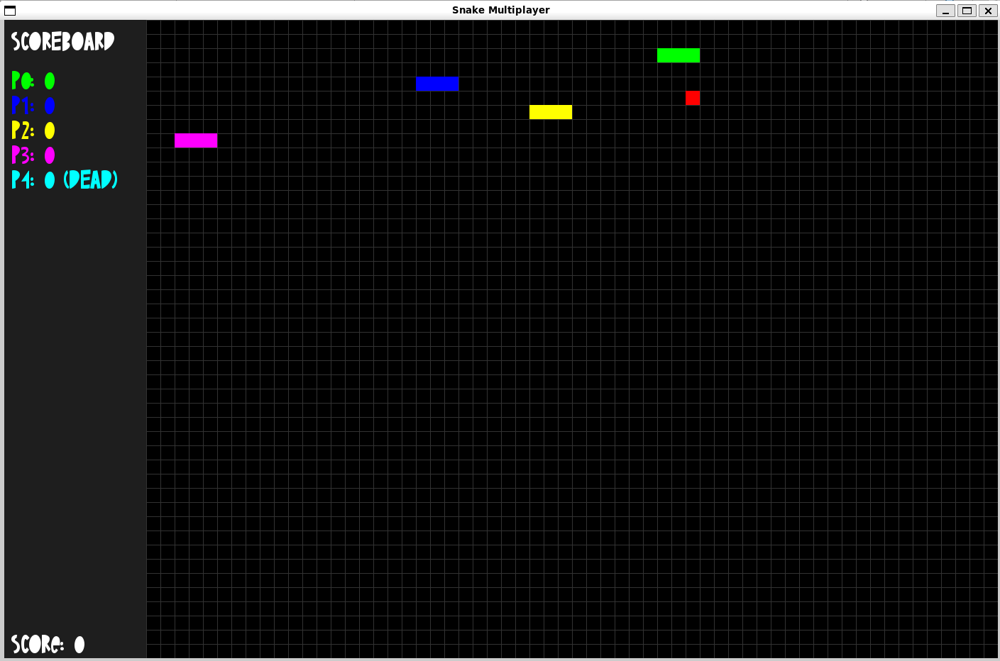 Snake Multiplayer
SCOREBOARD
P0: 0
P1: 0
P2: 0
P3: 0
P4: 0 (DEAD)
SCORe: 0